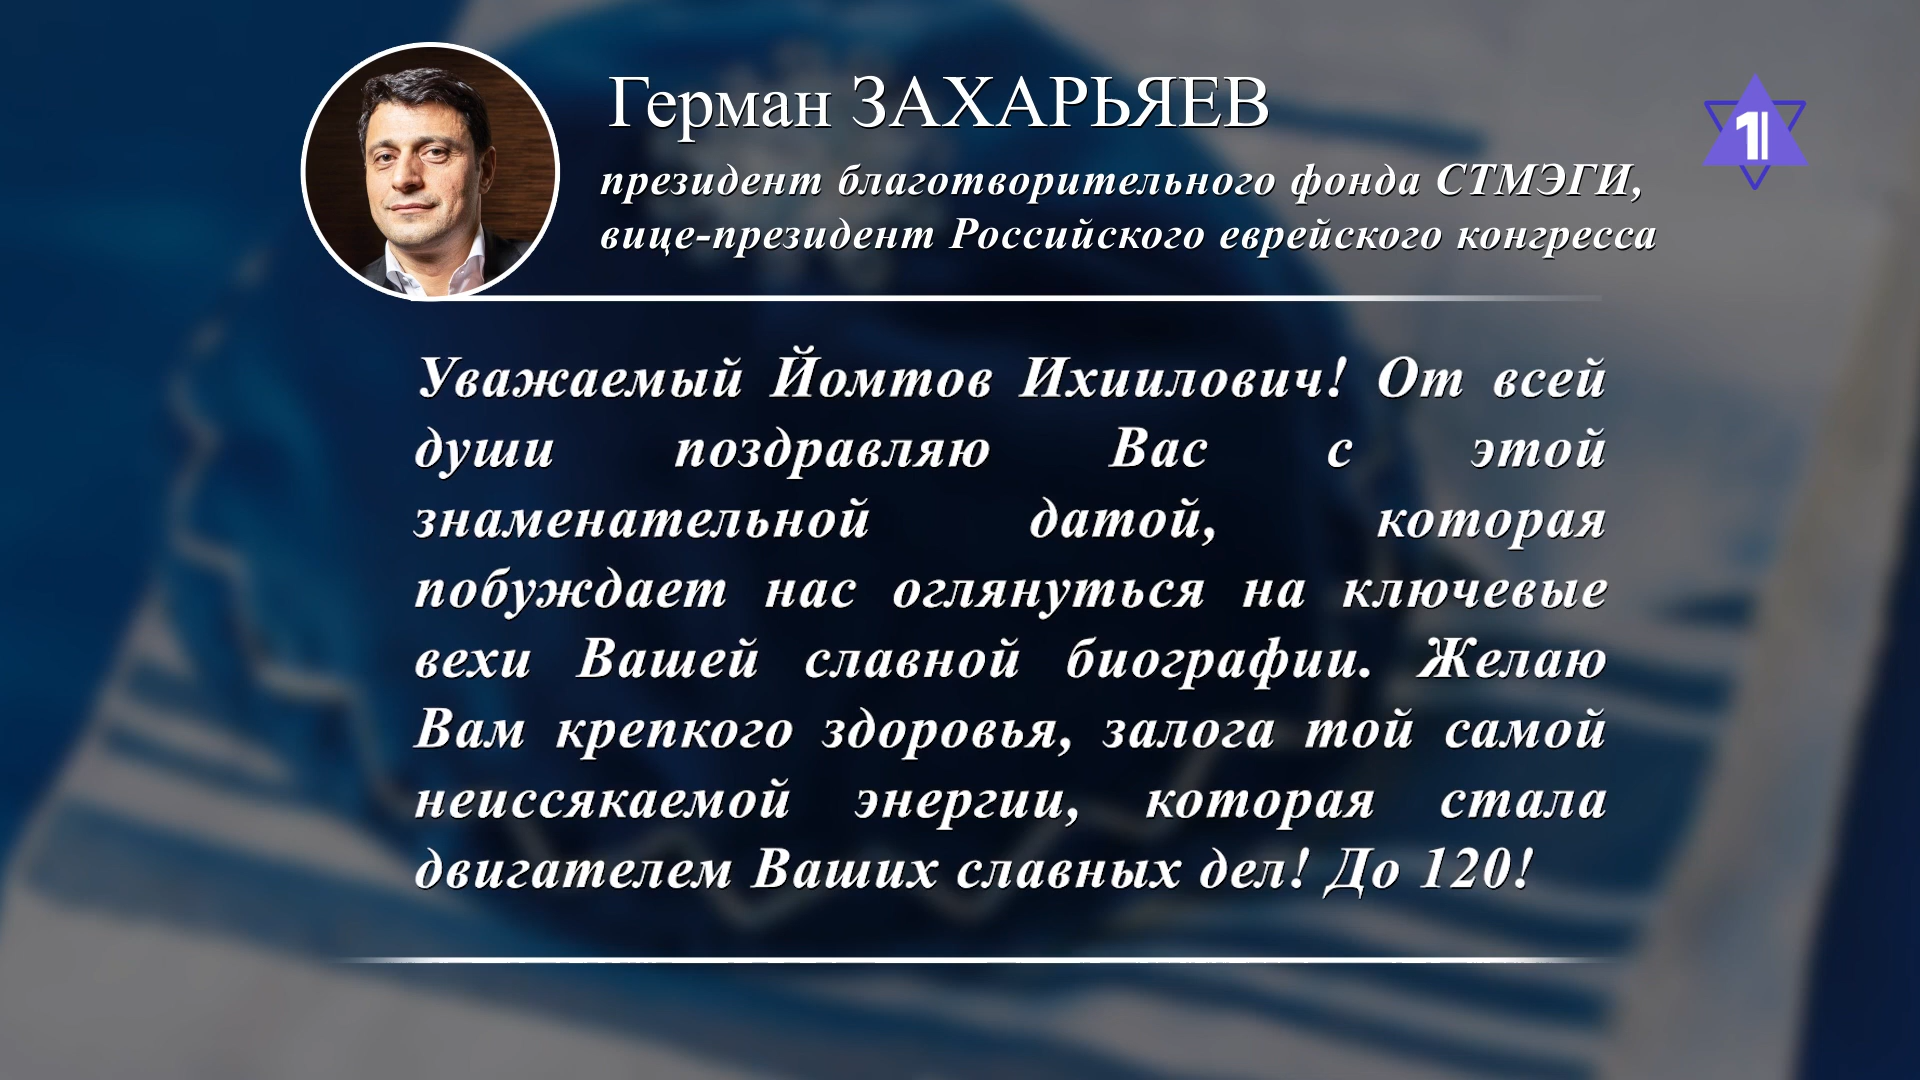 Герман ЗАХАРЬЯЕВ
президент благотворительного фонда СТМЭГИ,
вице-президент Российского еврейского конгресса
1
Уважаемый Йомтов Ихиилович! От всей
души поздравляю Вас с этой
знаменательной датой, которая
побуждает нас оглянуться на ключевые
вехи Вашей славной биографии. Желаю
Вам крепкого здоровья, залога той самой
неиссякаемой энергии, которая стала
двигателем Ваших славных дел! До 120!